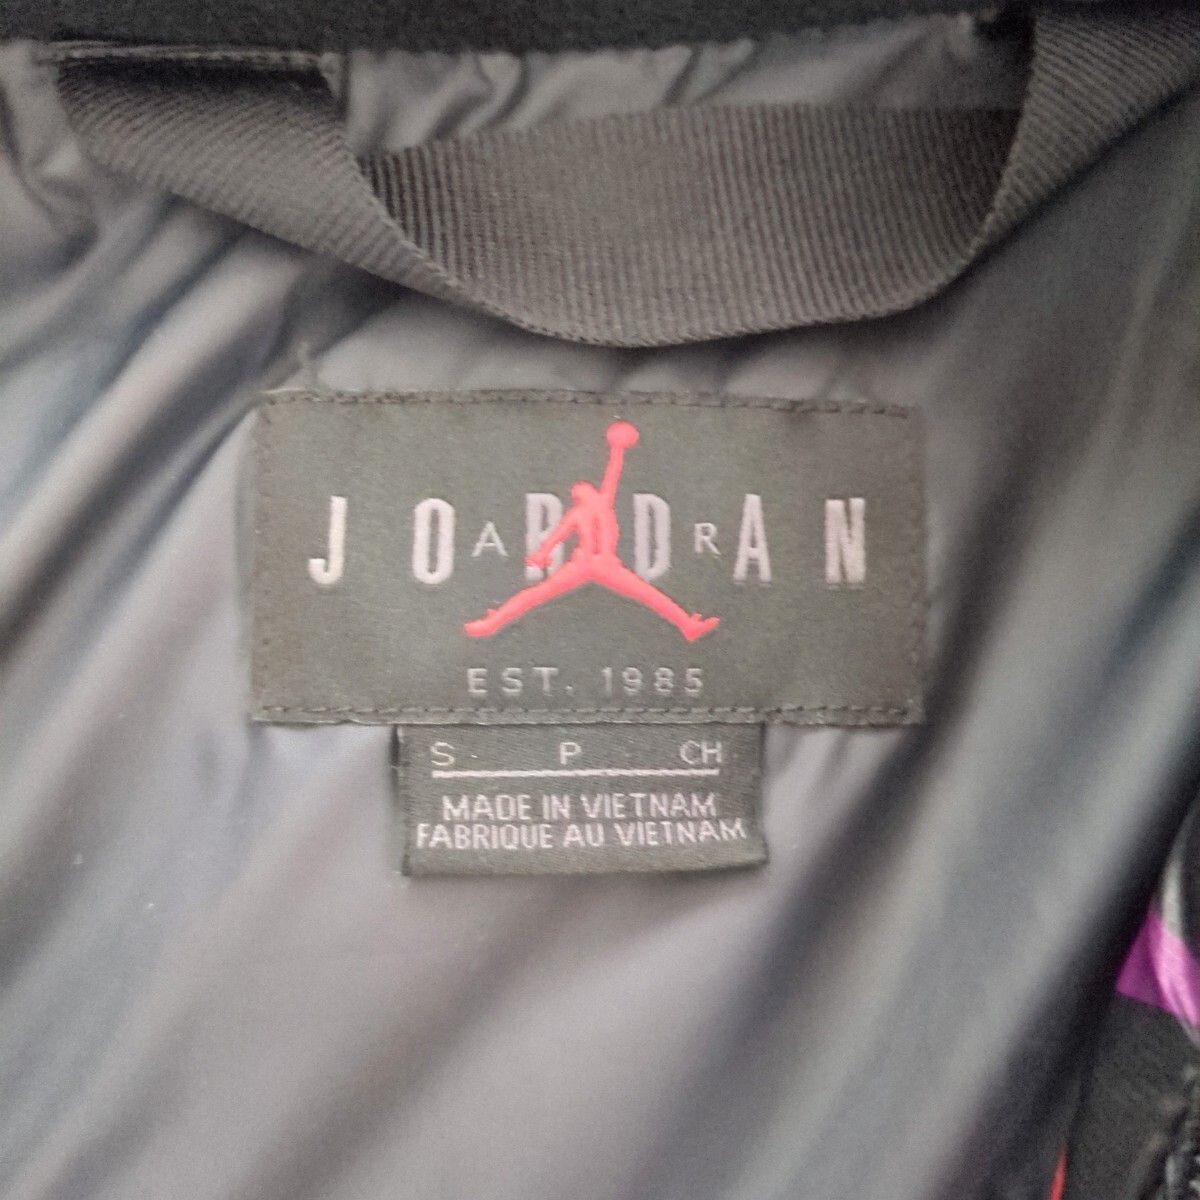 JORDAN
AIR
EST. 1985
S P CH
MADE IN VIETNAM
FABRIQUE AU VIETNAM